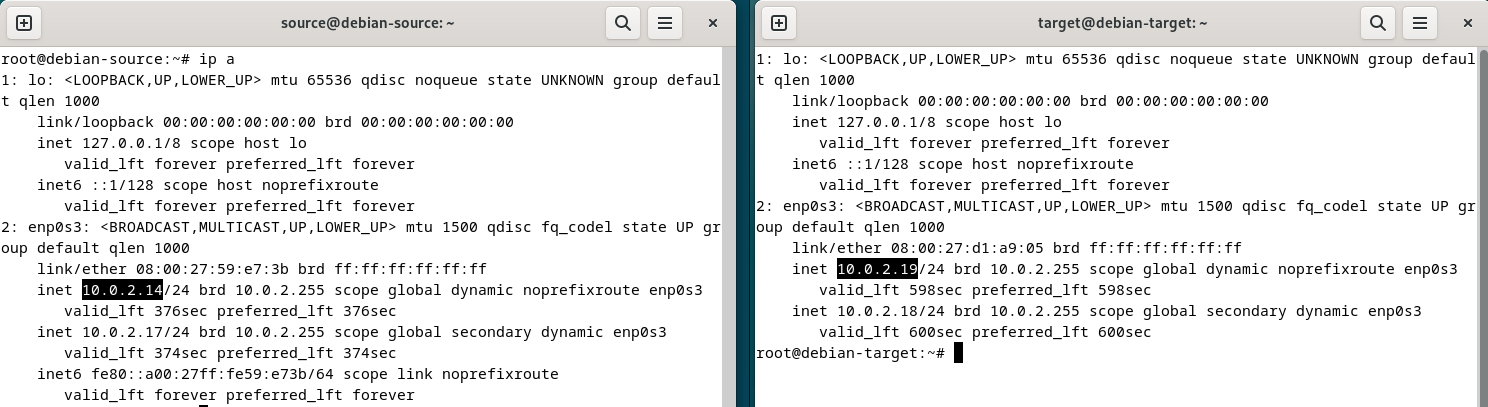 source@debian-source: ~
root@debian-source:~# ip a
1: lo: <LOOPBACK,UP,LOWER_UP> mtu 65536 qdisc noqueue state UNKNOWN group defaul
t qlen 1000
    link/loopback 00:00:00:00:00:00 brd 00:00:00:00:00:00
    inet 127.0.0.1/8 scope host lo
       valid_lft forever preferred_lft forever
    inet6 ::1/128 scope host noprefixroute
       valid_lft forever preferred_lft forever
2: enp0s3: <BROADCAST,MULTICAST,UP,LOWER_UP> mtu 1500 qdisc fq_codel state UP gr
oup default qlen 1000
    link/ether 08:00:27:59:e7:3b brd ff:ff:ff:ff:ff:ff
    inet 10.0.2.14/24 brd 10.0.2.255 scope global dynamic noprefixroute enp0s3
       valid_lft 376sec preferred_lft 376sec
    inet 10.0.2.17/24 brd 10.0.2.255 scope global secondary dynamic enp0s3
       valid_lft 374sec preferred_lft 374sec
    inet6 fe80::a00:27ff:fe59:e73b/64 scope link noprefixroute
       valid_lft forever preferred_lft forever
target@debian-target: ~
1: lo: <LOOPBACK,UP,LOWER_UP> mtu 65536 qdisc noqueue state UNKNOWN group defaul
t qlen 1000
    link/loopback 00:00:00:00:00:00 brd 00:00:00:00:00:00
    inet 127.0.0.1/8 scope host lo
       valid_lft forever preferred_lft forever
    inet6 ::1/128 scope host noprefixroute
       valid_lft forever preferred_lft forever
2: enp0s3: <BROADCAST,MULTICAST,UP,LOWER_UP> mtu 1500 qdisc fq_codel state UP gr
oup default qlen 1000
    link/ether 08:00:27:d1:a9:05 brd ff:ff:ff:ff:ff:ff
    inet 10.0.2.19/24 brd 10.0.2.255 scope global dynamic noprefixroute enp0s3
       valid_lft 598sec preferred_lft 598sec
    inet 10.0.2.18/24 brd 10.0.2.255 scope global secondary dynamic enp0s3
       valid_lft 600sec preferred_lft 600sec
root@debian-target:~#